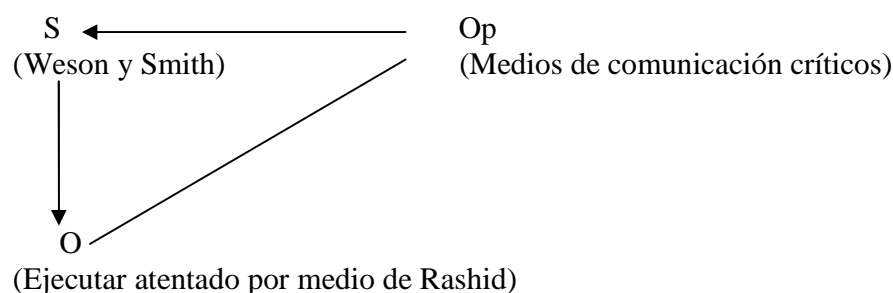 S Op
(Weson y Smith) (Medios de comunicación críticos)
O
(Ejecutar atentado por medio de Rashid)